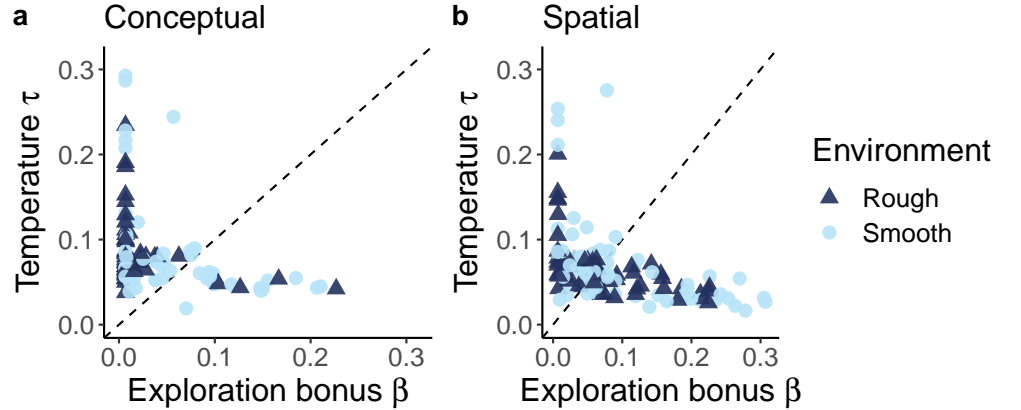 a Conceptual
Temperature τ
0.3
0.2
0.1
0.0
0.0 0.1 0.2 0.3
Exploration bonus β
b Spatial
Temperature τ
0.3
0.2
0.1
0.0
0.0 0.1 0.2 0.3
Exploration bonus β
Environment
Rough
Smooth